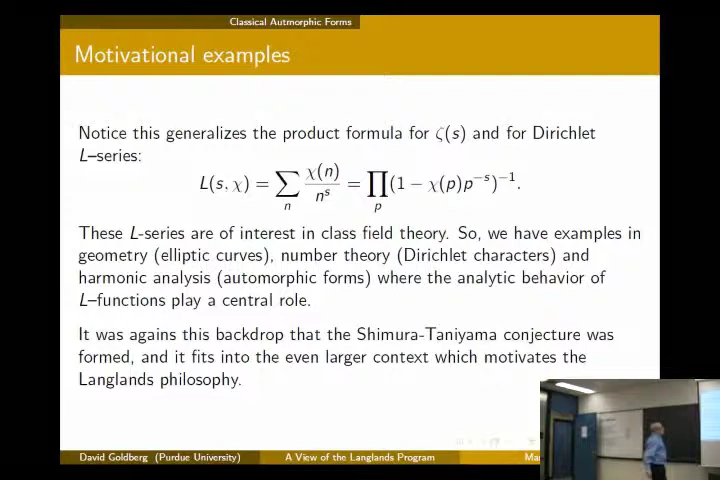 Classical Autmorphic Forms
Motivational examples
Notice this generalizes the product formula for ζ(s) and for Dirichlet
L–series:
L(s, χ) = ∑_n χ(n)/n^s = ∏_p (1 − χ(p)p^{−s})^{−1}.
These L-series are of interest in class field theory. So, we have examples in
geometry (elliptic curves), number theory (Dirichlet characters) and
harmonic analysis (automorphic forms) where the analytic behavior of
L–functions play a central role.
It was agains this backdrop that the Shimura-Taniyama conjecture was
formed, and it fits into the even larger context which motivates the
Langlands philosophy.
David Goldberg (Purdue University) A View of the Langlands Program